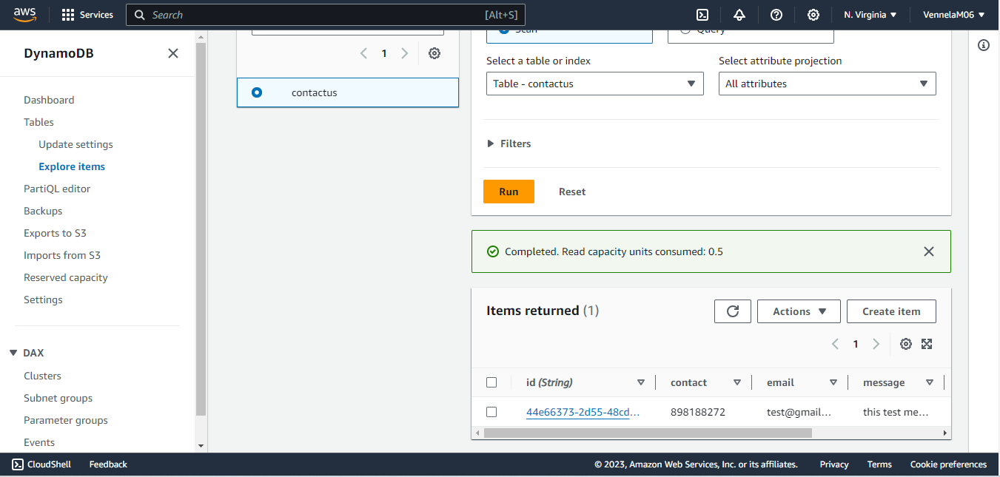 aws
Services
Search
[Alt+S]
N. Virginia
VennelaM06
DynamoDB
Dashboard
Tables
Update settings
Explore items
PartiQL editor
Backups
Exports to S3
Imports from S3
Reserved capacity
Settings
DAX
Clusters
Subnet groups
Parameter groups
Events
1
contactus
Scan
Query
Select a table or index
Select attribute projection
Table - contactus
All attributes
Filters
Run
Reset
Completed. Read capacity units consumed: 0.5
Items returned (1)
Actions
Create item
1
id (String)
contact
email
message
44e66373-2d55-48cd...
898188272
test@gmail...
this test me...
CloudShell
Feedback
© 2023, Amazon Web Services, Inc. or its affiliates.
Privacy
Terms
Cookie preferences